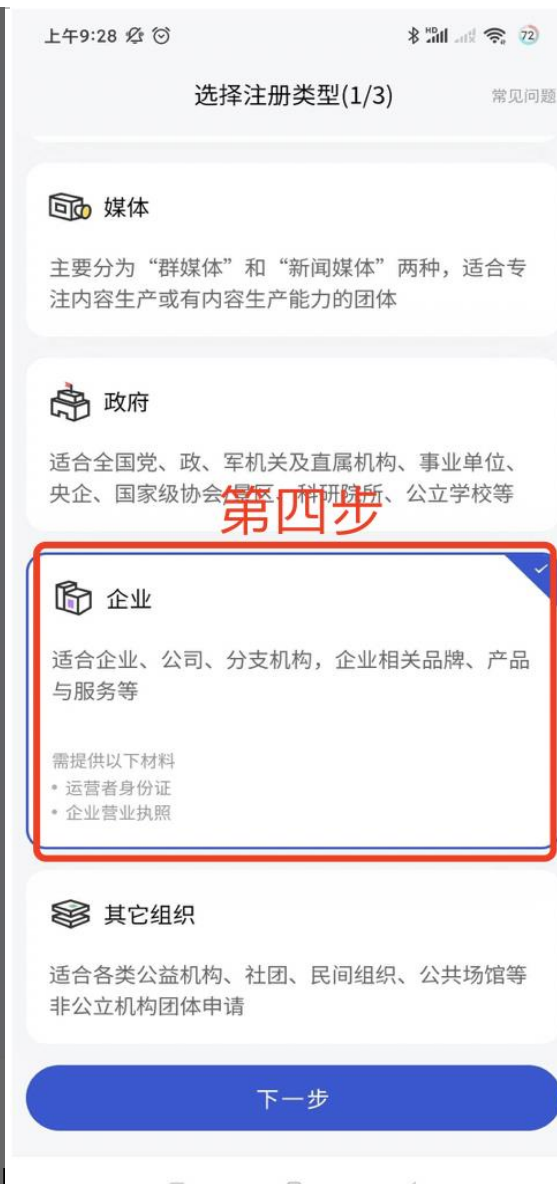 上午9:28
HD
72
选择注册类型(1/3)
常见问题
媒体
主要分为“群媒体”和“新闻媒体”两种，适合专
注内容生产或有内容生产能力的团体
政府
适合全国党、政、军机关及直属机构、事业单位、
央企、国家级协会、景区、科研院所、公立学校等
第四步
企业
适合企业、公司、分支机构，企业相关品牌、产品
与服务等
需提供以下材料
• 运营者身份证
• 企业营业执照
其它组织
适合各类公益机构、社团、民间组织、公共场馆等
非公立机构团体申请
下一步